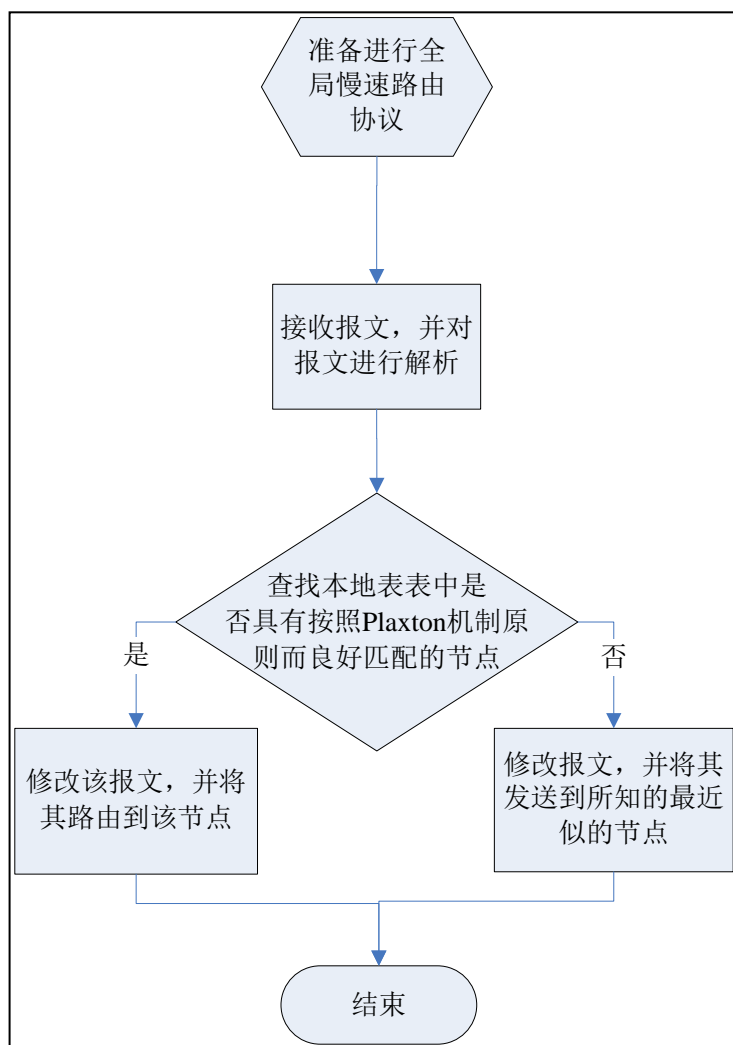 准备进行全
局慢速路由
协议
接收报文，并对
报文进行解析
查找本地表表中是
否具有按照Plaxton机制原
则而良好匹配的节点
是
否
修改该报文，并将
其路由到该节点
修改报文，并将其
发送到所知的最近
似的节点
结束